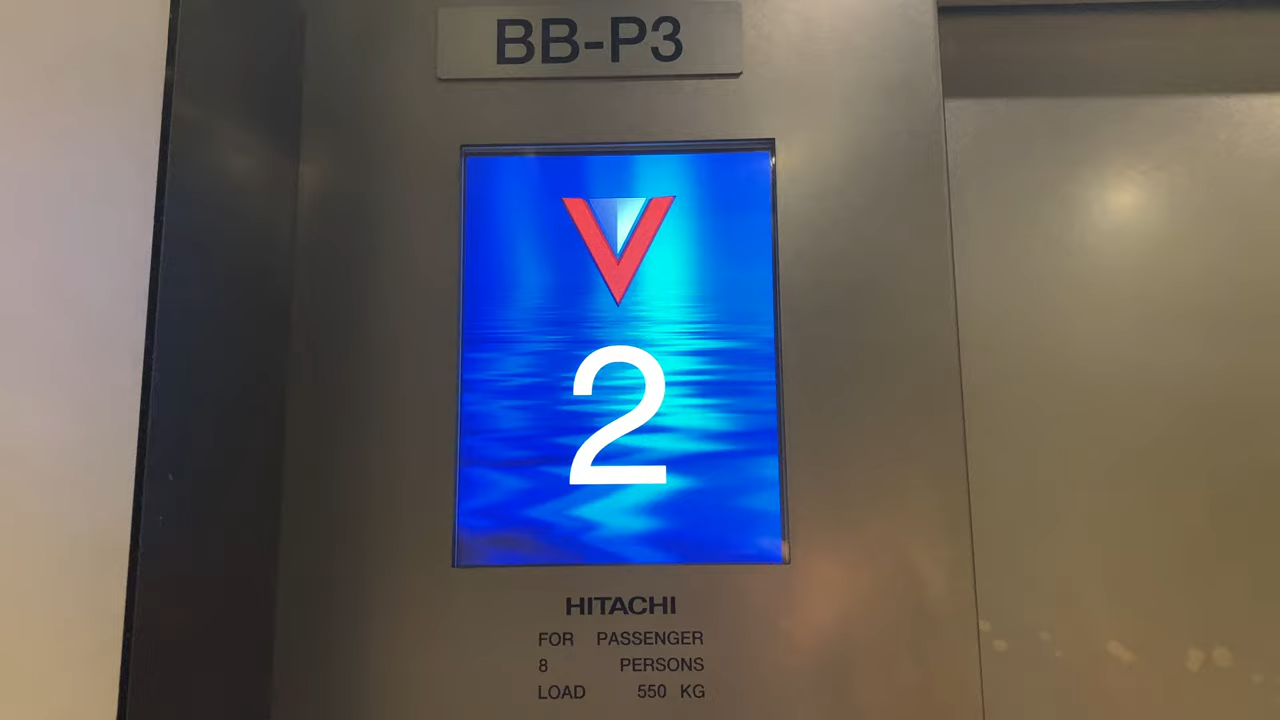 BB-P3
2
HITACHI
FOR PASSENGER
8 PERSONS
LOAD 550 KG